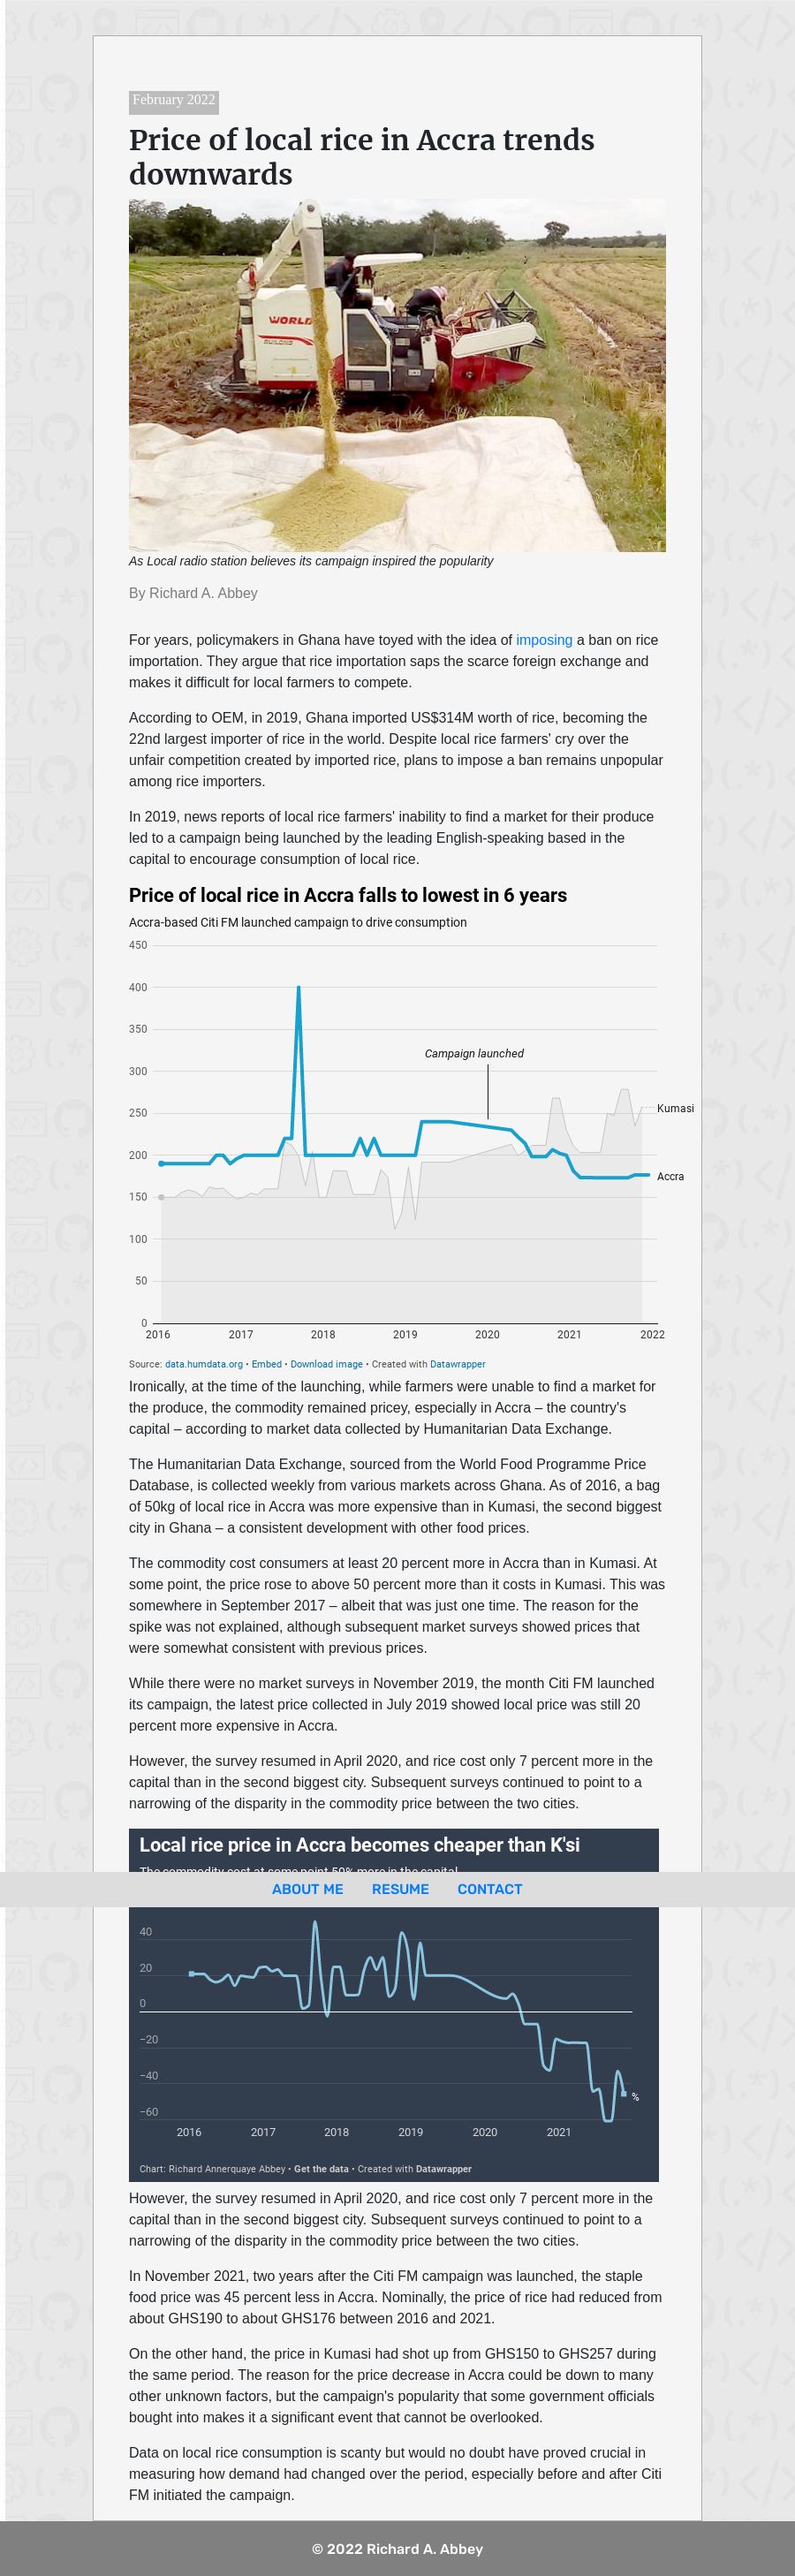 February 2022
Price of local rice in Accra trends
downwards
WORLD
RUILONG
As Local radio station believes its campaign inspired the popularity
By Richard A. Abbey
For years, policymakers in Ghana have toyed with the idea of imposing a ban on rice
importation. They argue that rice importation saps the scarce foreign exchange and
makes it difficult for local farmers to compete.
According to OEM, in 2019, Ghana imported US$314M worth of rice, becoming the
22nd largest importer of rice in the world. Despite local rice farmers' cry over the
unfair competition created by imported rice, plans to impose a ban remains unpopular
among rice importers.
In 2019, news reports of local rice farmers' inability to find a market for their produce
led to a campaign being launched by the leading English-speaking based in the
capital to encourage consumption of local rice.
Price of local rice in Accra falls to lowest in 6 years
Accra-based Citi FM launched campaign to drive consumption
450
400
350
Campaign launched
300
250
Kumasi
200
Accra
150
100
50
0
2016 2017 2018 2019 2020 2021 2022
Source: data.humdata.org • Embed • Download image • Created with Datawrapper
Ironically, at the time of the launching, while farmers were unable to find a market for
the produce, the commodity remained pricey, especially in Accra – the country's
capital – according to market data collected by Humanitarian Data Exchange.
The Humanitarian Data Exchange, sourced from the World Food Programme Price
Database, is collected weekly from various markets across Ghana. As of 2016, a bag
of 50kg of local rice in Accra was more expensive than in Kumasi, the second biggest
city in Ghana – a consistent development with other food prices.
The commodity cost consumers at least 20 percent more in Accra than in Kumasi. At
some point, the price rose to above 50 percent more than it costs in Kumasi. This was
somewhere in September 2017 – albeit that was just one time. The reason for the
spike was not explained, although subsequent market surveys showed prices that
were somewhat consistent with previous prices.
While there were no market surveys in November 2019, the month Citi FM launched
its campaign, the latest price collected in July 2019 showed local price was still 20
percent more expensive in Accra.
However, the survey resumed in April 2020, and rice cost only 7 percent more in the
capital than in the second biggest city. Subsequent surveys continued to point to a
narrowing of the disparity in the commodity price between the two cities.
Local rice price in Accra becomes cheaper than K'si
The commodity cost at some point 50% more in the capital
ABOUT ME RESUME CONTACT
40
20
0
−20
−40
%
−60
2016 2017 2018 2019 2020 2021
Chart: Richard Annerquaye Abbey • Get the data • Created with Datawrapper
However, the survey resumed in April 2020, and rice cost only 7 percent more in the
capital than in the second biggest city. Subsequent surveys continued to point to a
narrowing of the disparity in the commodity price between the two cities.
In November 2021, two years after the Citi FM campaign was launched, the staple
food price was 45 percent less in Accra. Nominally, the price of rice had reduced from
about GHS190 to about GHS176 between 2016 and 2021.
On the other hand, the price in Kumasi had shot up from GHS150 to GHS257 during
the same period. The reason for the price decrease in Accra could be down to many
other unknown factors, but the campaign's popularity that some government officials
bought into makes it a significant event that cannot be overlooked.
Data on local rice consumption is scanty but would no doubt have proved crucial in
measuring how demand had changed over the period, especially before and after Citi
FM initiated the campaign.
© 2022 Richard A. Abbey